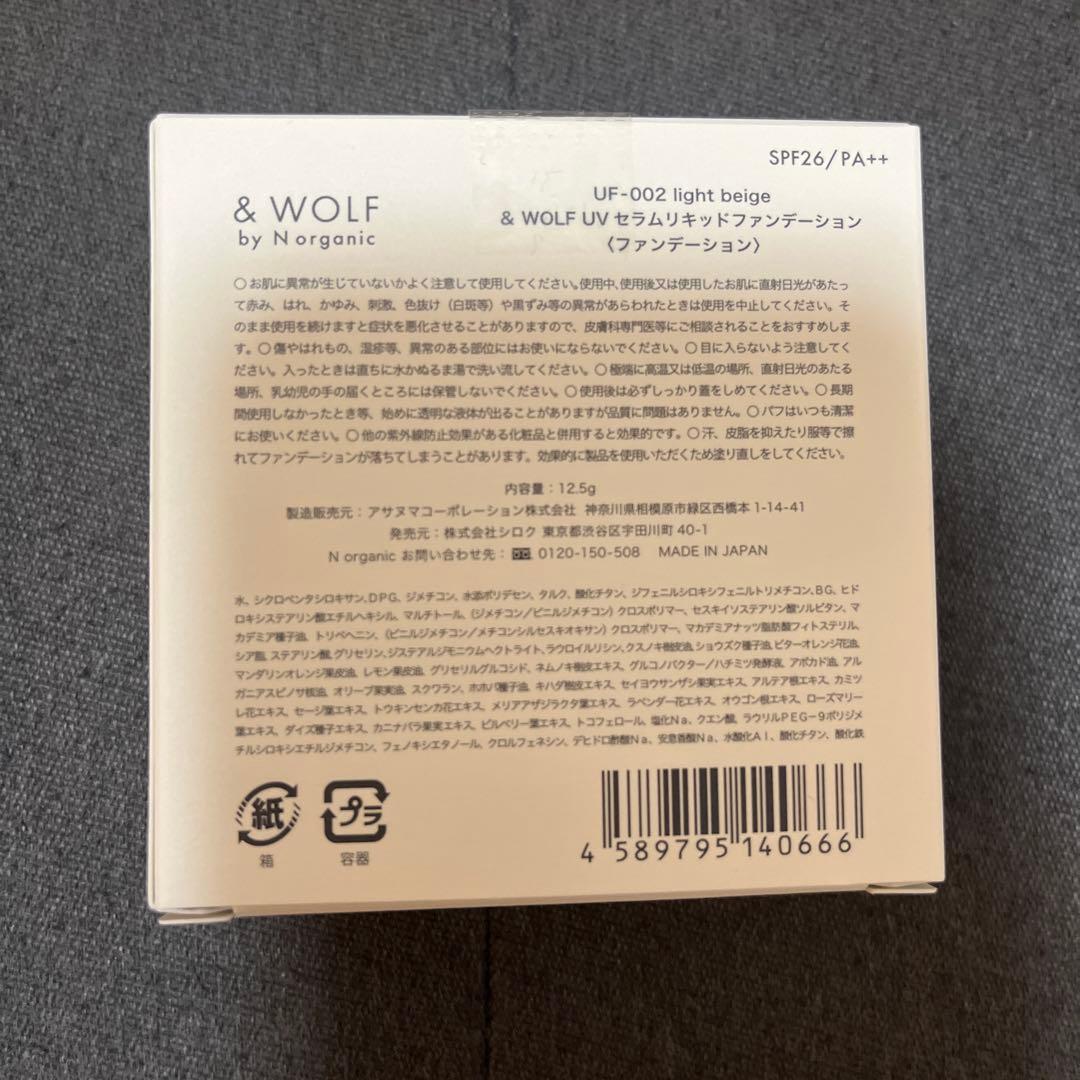 SPF26/PA++
& WOLF
by N organic
UF-002 light beige
& WOLF UV セラムリキッドファンデーション
〈ファンデーション〉
○お肌に異常が生じていないかよく注意して使用してください。使用中、使用後又は使用したお肌に直射日光があたっ
て赤み、はれ、かゆみ、刺激、色抜け（白斑等）や黒ずみ等の異常があらわれたときは使用を中止してください。そ
のまま使用を続けますと症状を悪化させることがありますので、皮膚科専門医等にご相談されることをおすすめしま
す。○傷やはれもの、湿疹等、異常のある部位にはお使いにならないでください。○目に入らないよう注意してく
ださい。入ったときは直ちに水かぬるま湯で洗い流してください。○極端に高温又は低温の場所、直射日光のあたる
場所、乳幼児の手の届くところには保管しないでください。○使用後は必ずしっかり蓋をしめてください。○長期
間使用しなかったとき等、始めに透明な液体が出ることがありますが品質に問題はありません。○パフはいつも清潔
にお使いください。○他の紫外線防止効果がある化粧品と併用すると効果的です。○汗、皮脂を抑えたり服等で擦
れてファンデーションが落ちてしまうことがあります。効果的に製品を使用いただくため塗り直しをしてください。
内容量：12.5g
製造販売元：アサヌマコーポレーション株式会社 神奈川県相模原市緑区西橋本 1-14-41
発売元：株式会社シロク 東京都渋谷区宇田川町 40-1
N organic お問い合わせ先： 0120-150-508 MADE IN JAPAN
水、シクロペンタシロキサン、DPG、ジメチコン、水添ポリデセン、タルク、酸化チタン、ジフェニルシロキシフェニルトリメチコン、BG、ヒド
ロキシステアリン酸エチルヘキシル、マルチトール、（ジメチコン/ビニルジメチコン）クロスポリマー、セスキイソステアリン酸ソルビタン、マ
カデミア種子油、トリベヘニン、（ビニルジメチコン/メチコンシルセスキオキサン）クロスポリマー、マカデミアナッツ脂肪酸フィトステリル、
シア脂、ステアリン酸、グリセリン、ジステアルジモニウムヘクトライト、ラウロイルリシン、クスノキ樹皮油、ショウズク種子油、ビターオレンジ花油、
マンダリンオレンジ果皮油、レモン果皮油、グリセリルグルコシド、ネムノキ樹皮エキス、グルコノバクター/ハチミツ発酵液、アボカド油、アル
ガニアスピノサ核油、オリーブ果実油、スクワラン、ホホバ種子油、キハダ樹皮エキス、セイヨウサンザシ果実エキス、アルテア根エキス、カミツ
レ花エキス、セージ葉エキス、トウキンセンカ花エキス、メリアアザジラクタ葉エキス、ラベンダー花エキス、オウゴン根エキス、ローズマリー
葉エキス、ダイズ種子エキス、カニナバラ果実エキス、ビルベリー葉エキス、トコフェロール、塩化Na、クエン酸、ラウリルPEG-9ポリジメ
チルシロキシエチルジメチコン、フェノキシエタノール、クロルフェネシン、デヒドロ酢酸Na、安息香酸Na、水酸化Al、酸化チタン、酸化鉄
紙
箱
プラ
容器
4 589795 140666